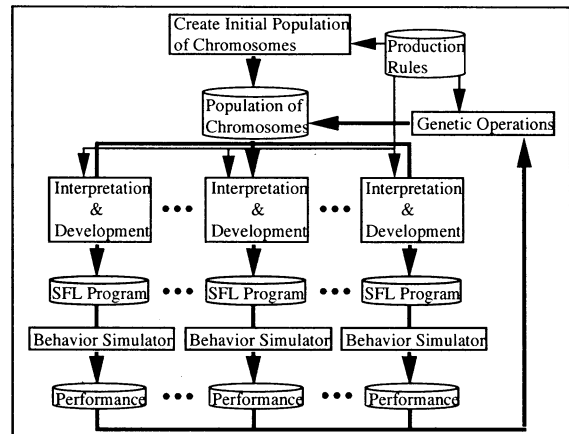 Create Initial Population
of Chromosomes
Production
Rules
Population of
Chromosomes
Genetic Operations
Interpretation
&
Development
Interpretation
&
Development
Interpretation
&
Development
SFL Program
SFL Program
SFL Program
Behavior Simulator
Behavior Simulator
Behavior Simulator
Performance
Performance
Performance